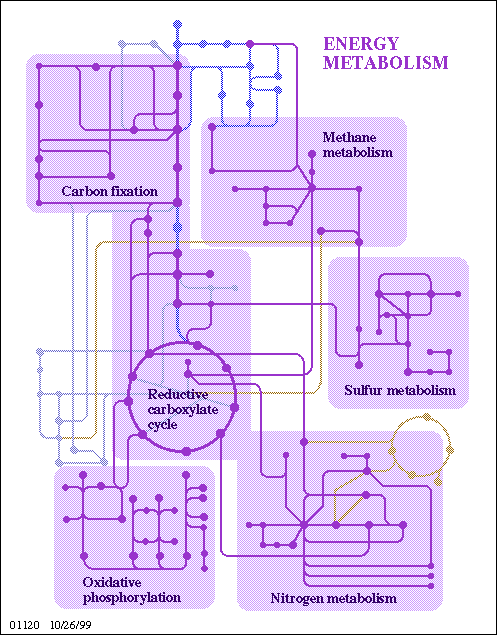 ENERGY
METABOLISM
Methane
metabolism
Carbon fixation
Sulfur metabolism
Reductive
carboxylate
cycle
Oxidative
phosphorylation
Nitrogen metabolism
01120 10/26/99